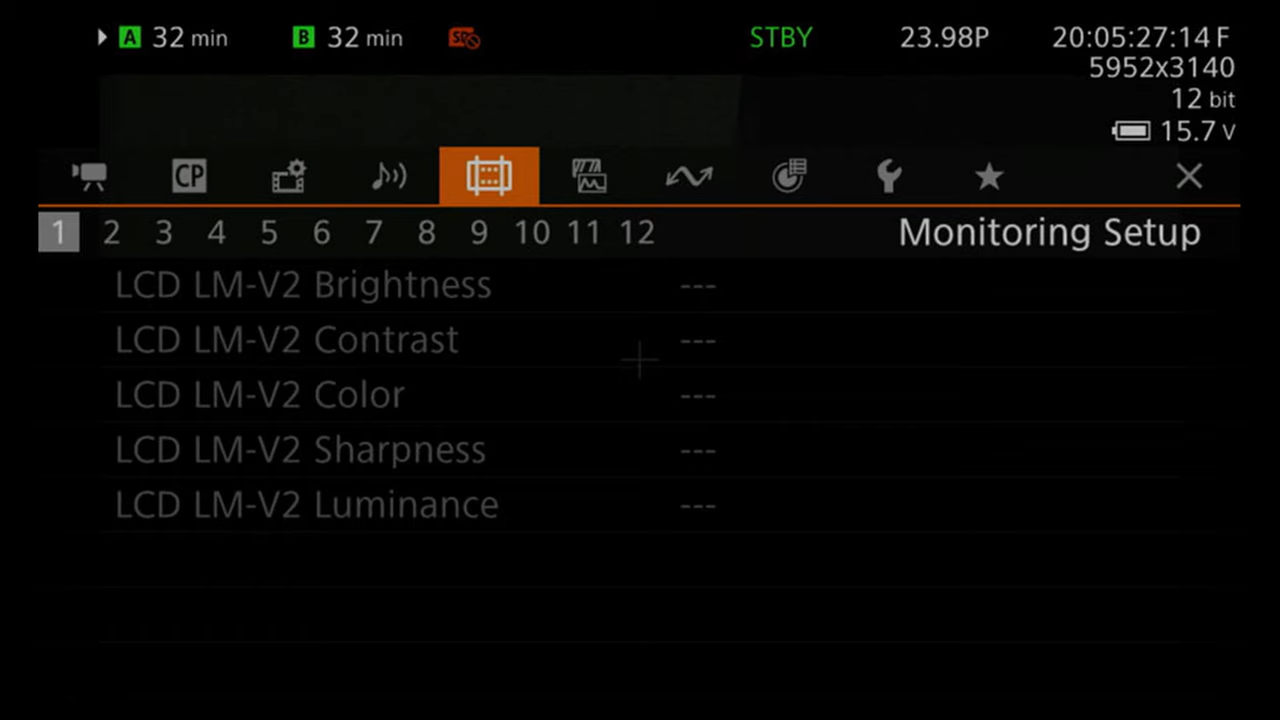 A 32 min B 32 min STBY 23.98P 20:05:27:14 F
5952x3140
12 bit
15.7 V
CP
1 2 3 4 5 6 7 8 9 10 11 12 Monitoring Setup
LCD LM-V2 Brightness ---
LCD LM-V2 Contrast ---
LCD LM-V2 Color ---
LCD LM-V2 Sharpness ---
LCD LM-V2 Luminance ---